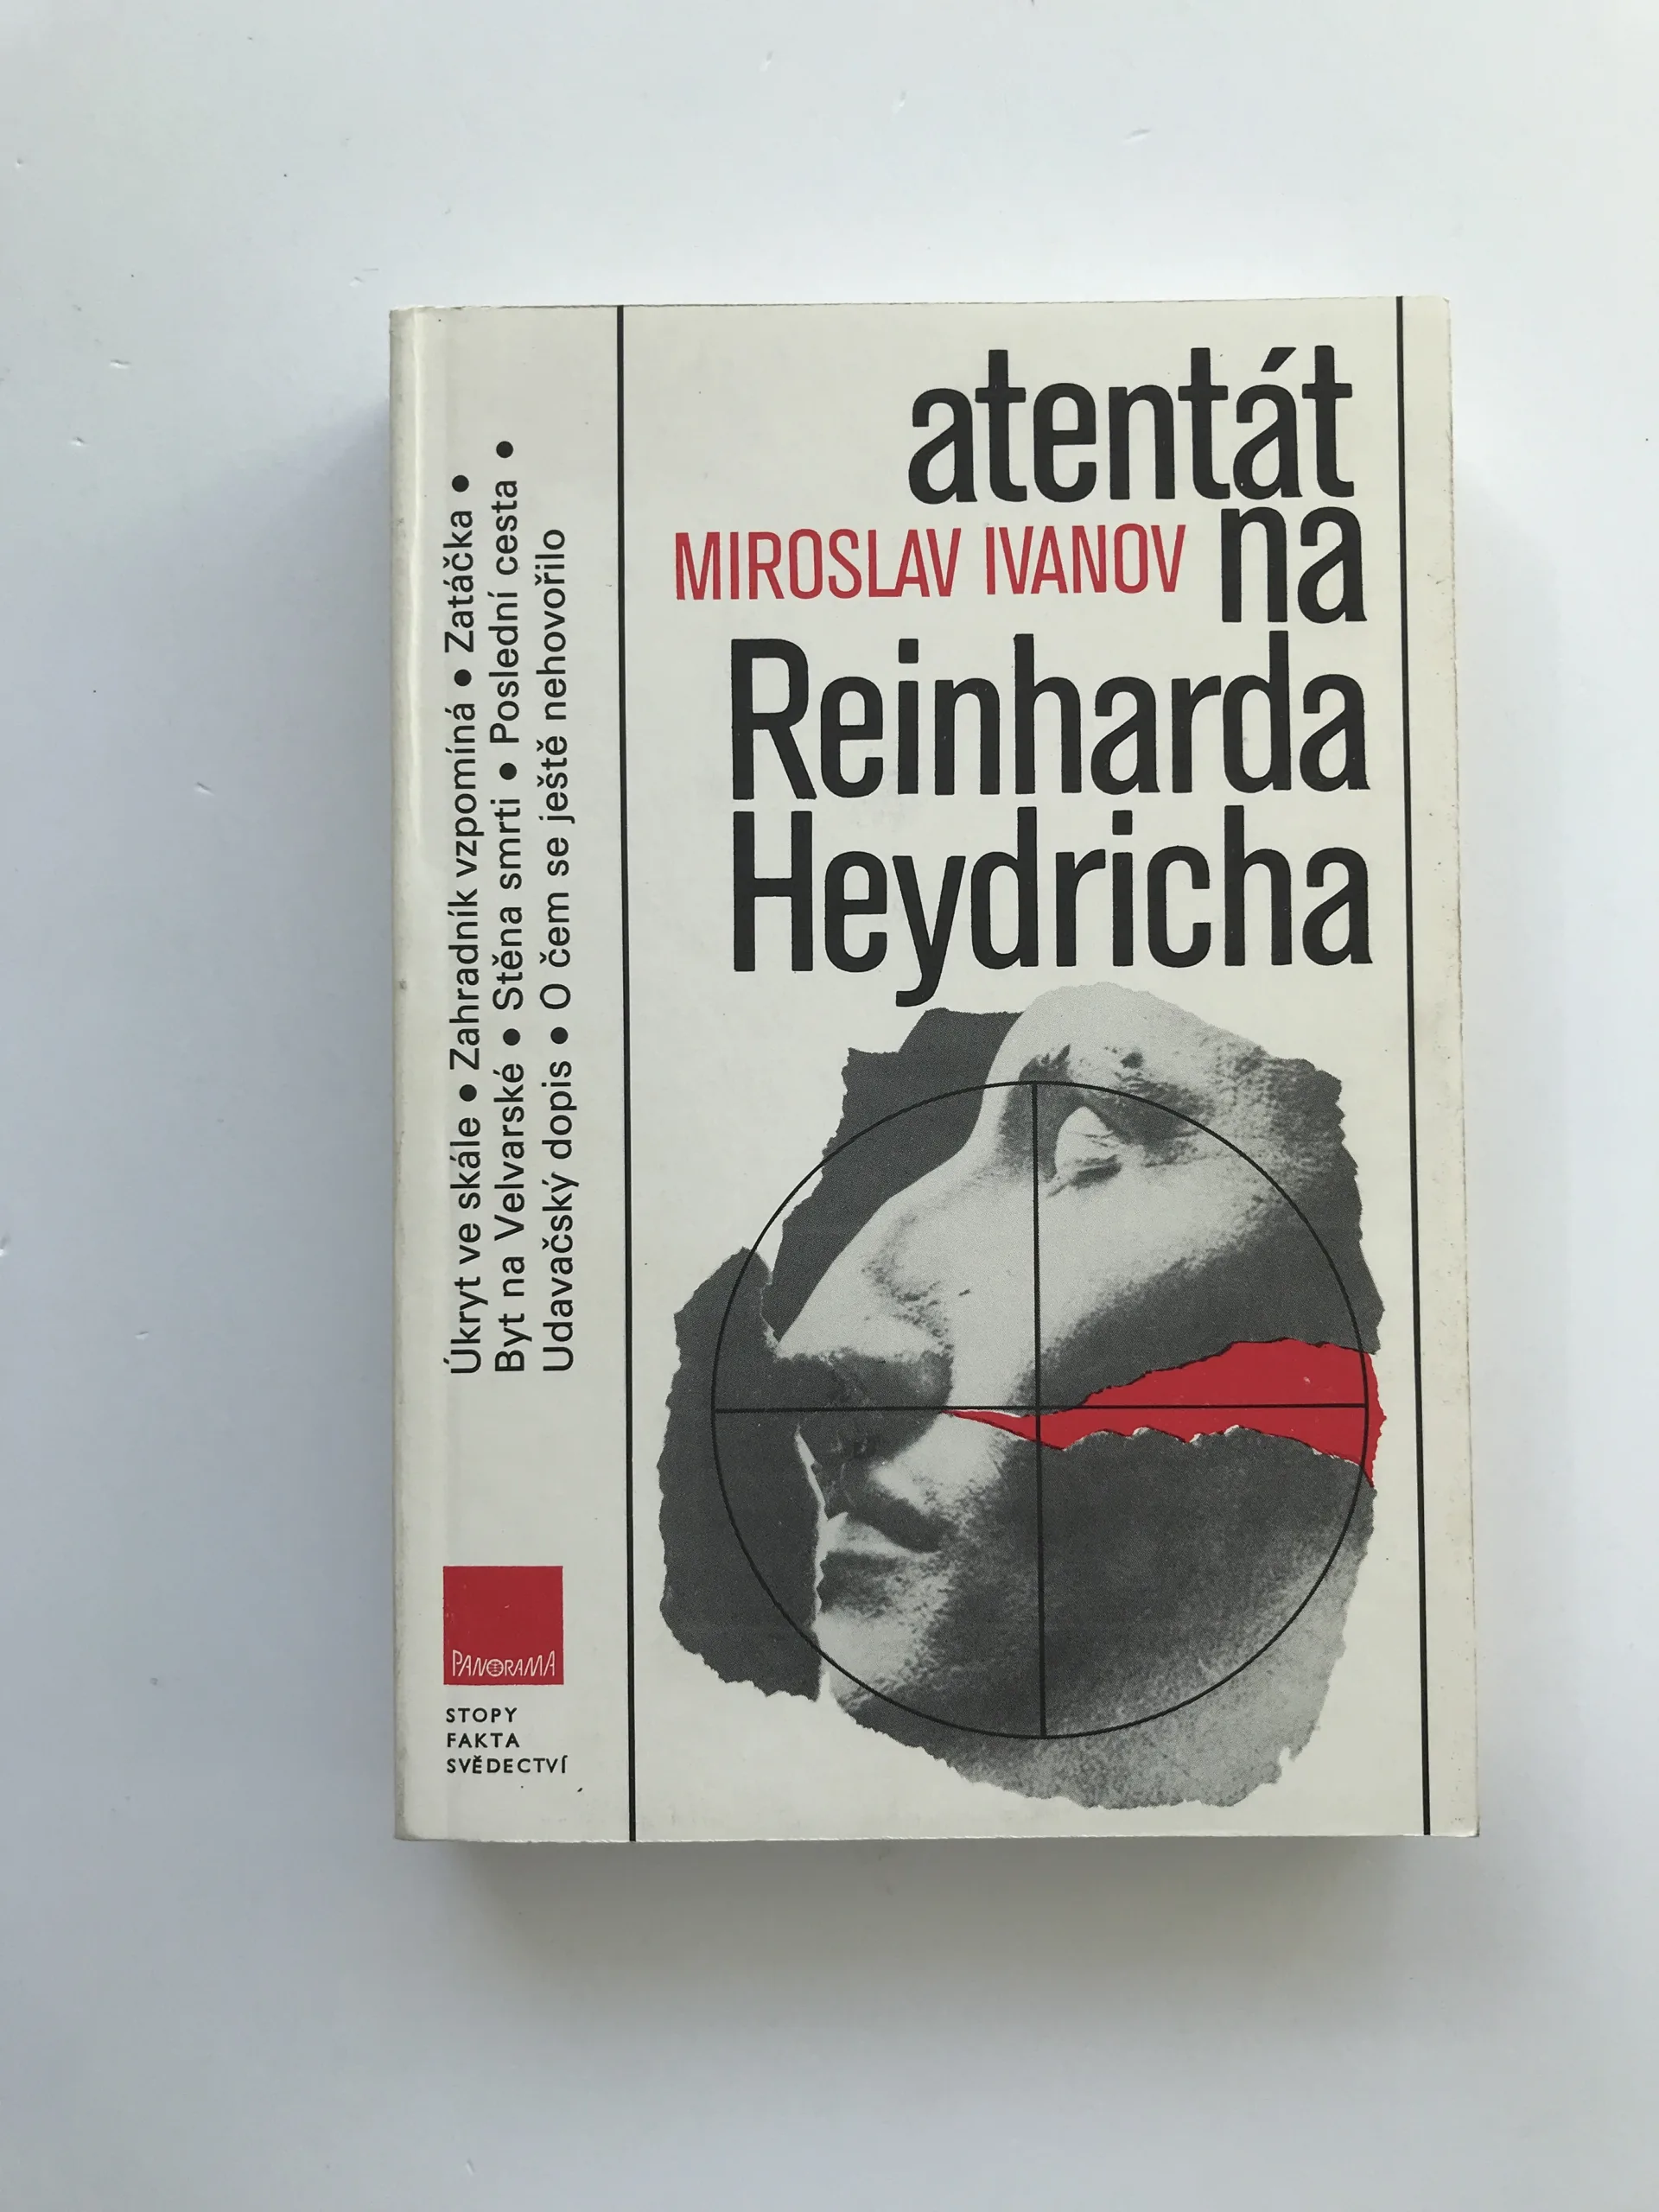 atentát
MIROSLAV IVANOV na
Reinharda
Heydricha
Úkryt ve skále • Zahradník vzpomíná • Zatáčka •
Byt na Velvarské • Stěna smrti • Poslední cesta •
Udavačský dopis • O čem se ještě nehovořilo
PANORAMA
STOPY
FAKTA
SVĚDECTVÍ